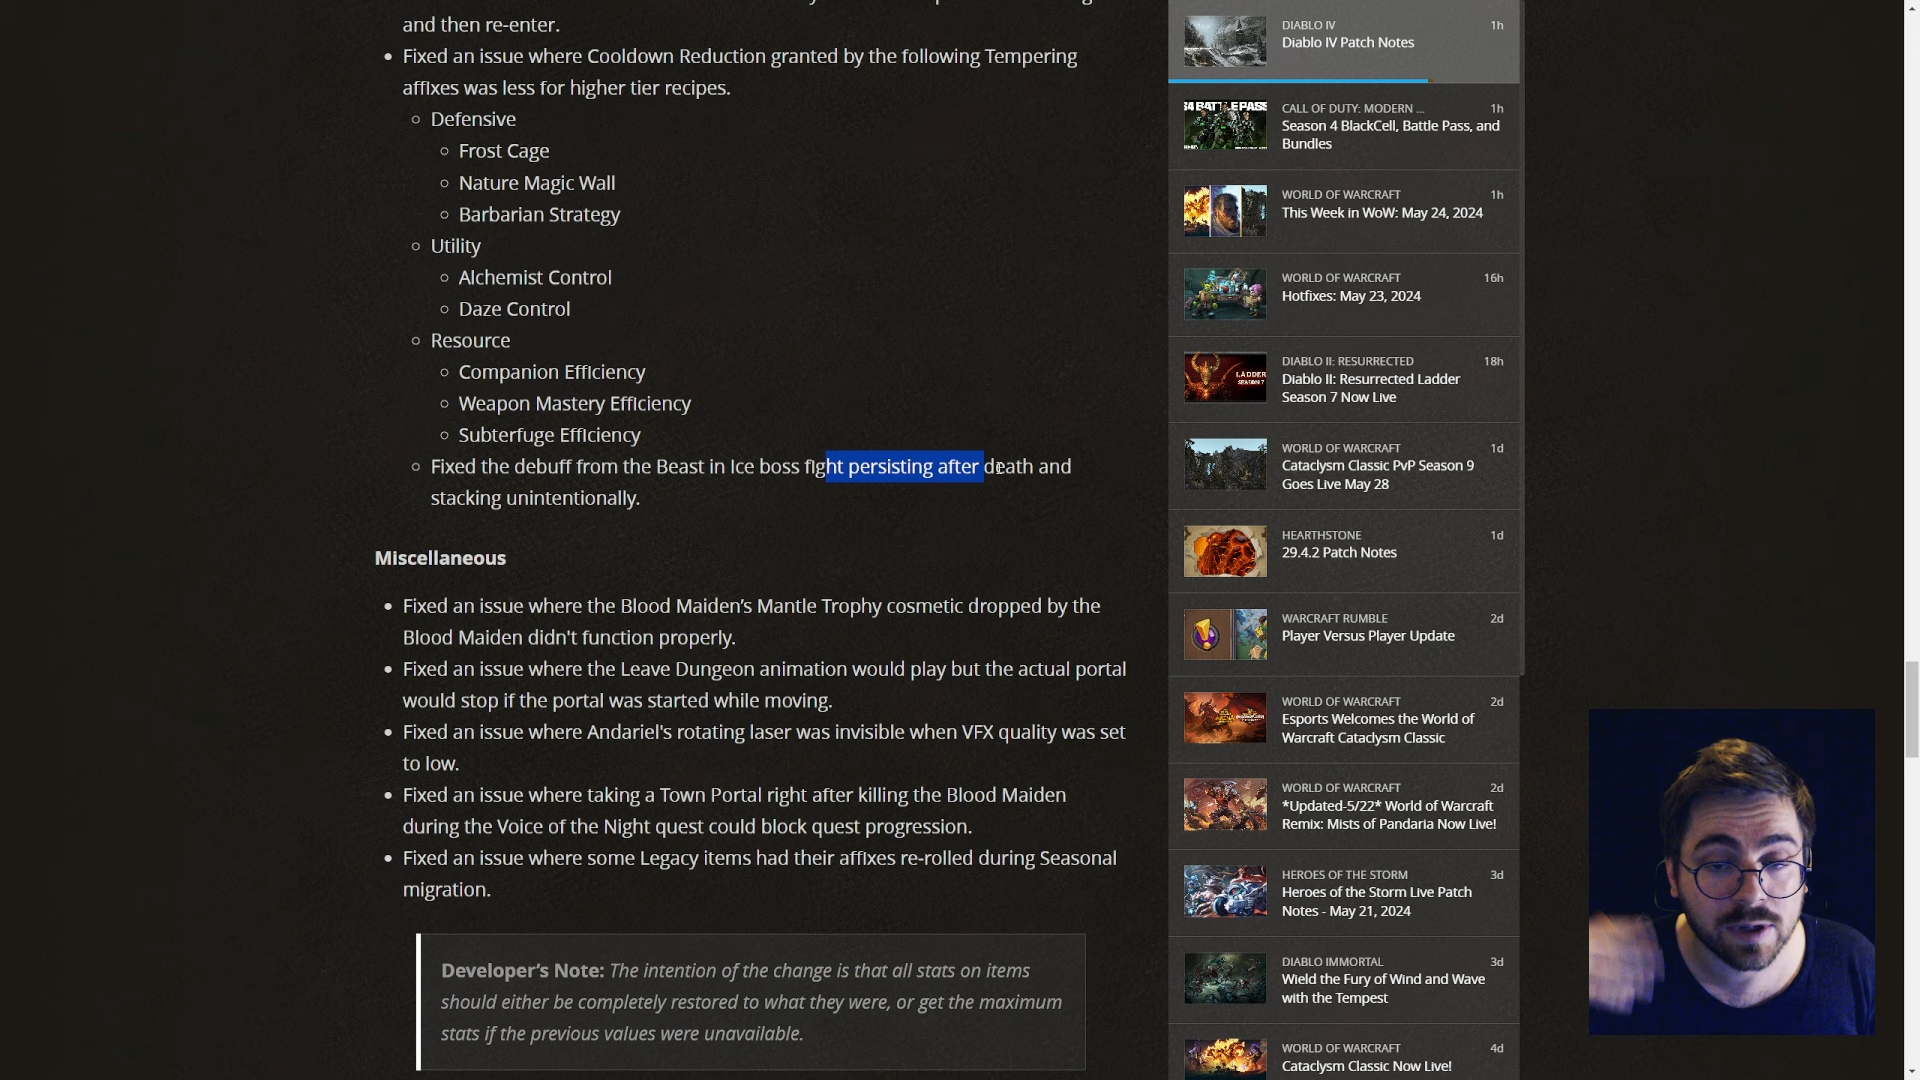 and then re-enter.
Fixed an issue where Cooldown Reduction granted by the following Tempering
affixes was less for higher tier recipes.
Defensive
Frost Cage
Nature Magic Wall
Barbarian Strategy
Utility
Alchemist Control
Daze Control
Resource
Companion Efficiency
Weapon Mastery Efficiency
Subterfuge Efficiency
Fixed the debuff from the Beast in Ice boss fight persisting after death and
stacking unintentionally.
Miscellaneous
Fixed an issue where the Blood Maiden's Mantle Trophy cosmetic dropped by the
Blood Maiden didn't function properly.
Fixed an issue where the Leave Dungeon animation would play but the actual portal
would stop if the portal was started while moving.
Fixed an issue where Andariel's rotating laser was invisible when VFX quality was set
to low.
Fixed an issue where taking a Town Portal right after killing the Blood Maiden
during the Voice of the Night quest could block quest progression.
Fixed an issue where some Legacy items had their affixes re-rolled during Seasonal
migration.
Developer's Note: The intention of the change is that all stats on items
should either be completely restored to what they were, or get the maximum
stats if the previous values were unavailable.
DIABLO IV 1h
Diablo IV Patch Notes
CALL OF DUTY: MODERN ... 1h
Season 4 BlackCell, Battle Pass, and
Bundles
WORLD OF WARCRAFT 1h
This Week in WoW: May 24, 2024
WORLD OF WARCRAFT 16h
Hotfixes: May 23, 2024
DIABLO II: RESURRECTED 18h
Diablo II: Resurrected Ladder
Season 7 Now Live
WORLD OF WARCRAFT 1d
Cataclysm Classic PvP Season 9
Goes Live May 28
HEARTHSTONE 1d
29.4.2 Patch Notes
WARCRAFT RUMBLE 2d
Player Versus Player Update
WORLD OF WARCRAFT 2d
Esports Welcomes the World of
Warcraft Cataclysm Classic
WORLD OF WARCRAFT 2d
*Updated-5/22* World of Warcraft
Remix: Mists of Pandaria Now Live!
HEROES OF THE STORM 3d
Heroes of the Storm Live Patch
Notes - May 21, 2024
DIABLO IMMORTAL 3d
Wield the Fury of Wind and Wave
with the Tempest
WORLD OF WARCRAFT 4d
Cataclysm Classic Now Live!